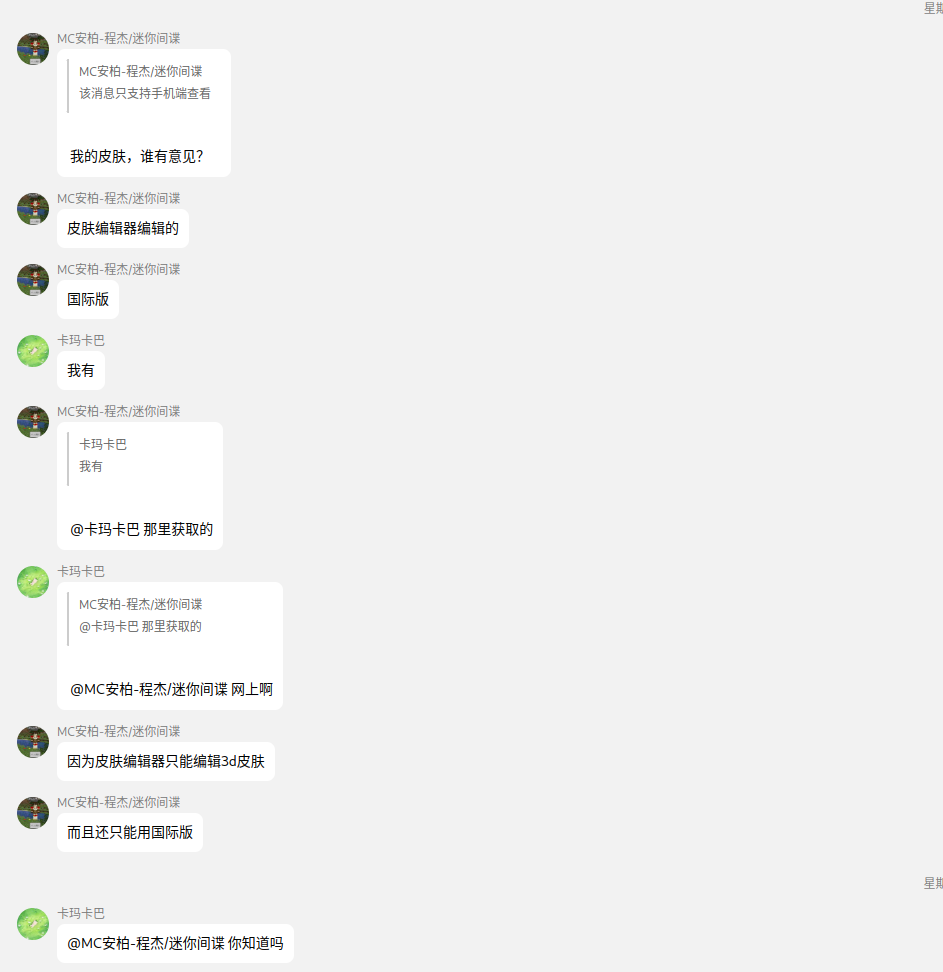 星期
MC安柏-程杰/迷你间谍
MC安柏-程杰/迷你间谍
该消息只支持手机端查看
我的皮肤，谁有意见？
MC安柏-程杰/迷你间谍
皮肤编辑器编辑的
MC安柏-程杰/迷你间谍
国际版
卡玛卡巴
我有
MC安柏-程杰/迷你间谍
卡玛卡巴
我有
@卡玛卡巴 那里获取的
卡玛卡巴
MC安柏-程杰/迷你间谍
@卡玛卡巴 那里获取的
@MC安柏-程杰/迷你间谍 网上啊
MC安柏-程杰/迷你间谍
因为皮肤编辑器只能编辑3d皮肤
MC安柏-程杰/迷你间谍
而且还只能用国际版
星期
卡玛卡巴
@MC安柏-程杰/迷你间谍 你知道吗